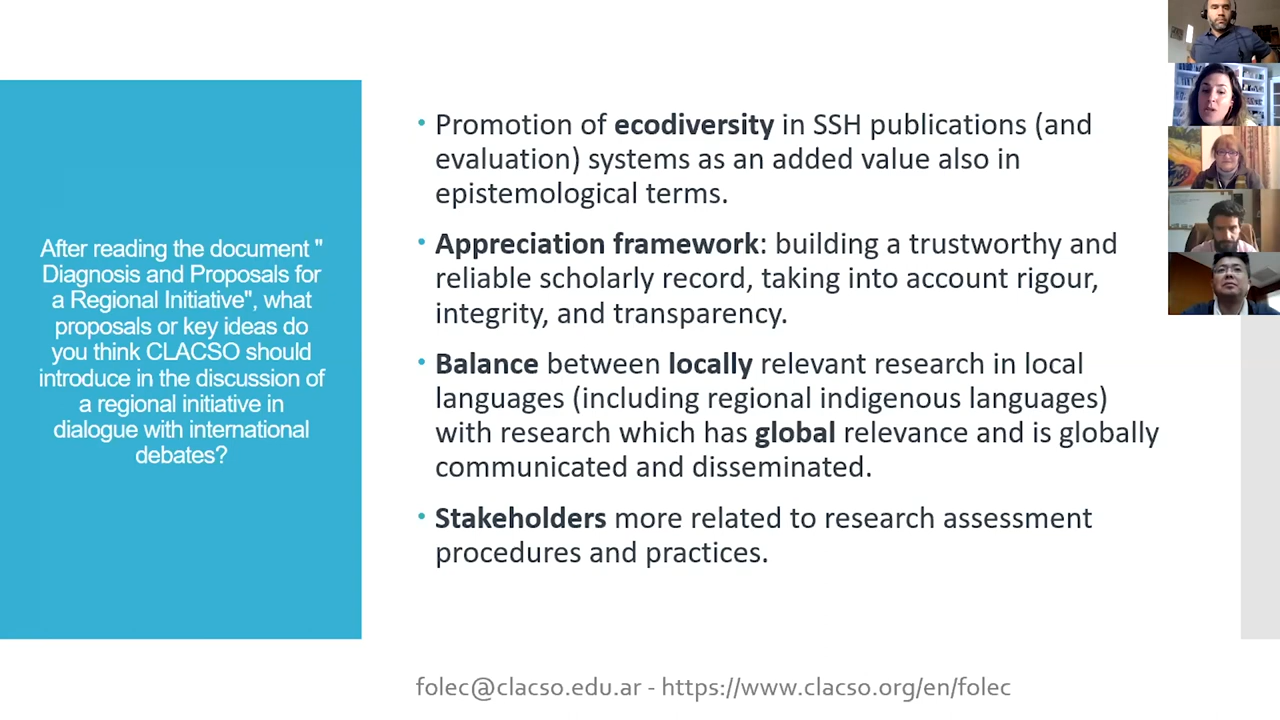 After reading the document "
Diagnosis and Proposals for
a Regional Initiative", what
proposals or key ideas do
you think CLACSO should
introduce in the discussion of
a regional initiative in
dialogue with international
debates?
• Promotion of ecodiversity in SSH publications (and
evaluation) systems as an added value also in
epistemological terms.
• Appreciation framework: building a trustworthy and
reliable scholarly record, taking into account rigour,
integrity, and transparency.
• Balance between locally relevant research in local
languages (including regional indigenous languages)
with research which has global relevance and is globally
communicated and disseminated.
• Stakeholders more related to research assessment
procedures and practices.
folec@clacso.edu.ar - https://www.clacso.org/en/folec